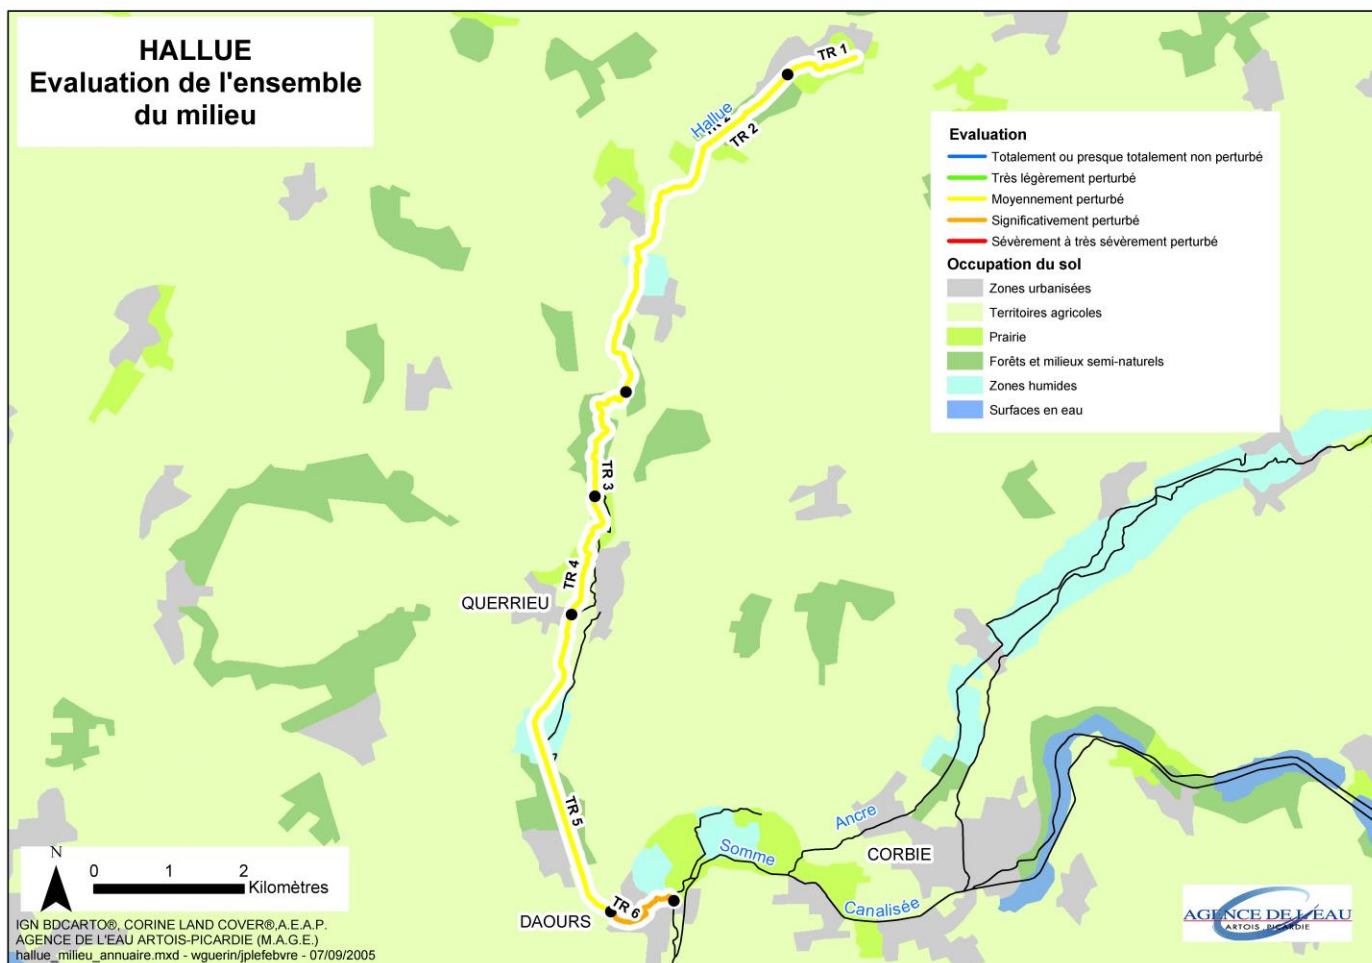 HALLUE
Evaluation de l'ensemble
du milieu
TR 1
Hallue
TR 2
TR 2
Evaluation
Totalement ou presque totalement non perturbé
Très légèrement perturbé
Moyennement perturbé
Significativement perturbé
Sévèrement à très sévèrement perturbé
Occupation du sol
Zones urbanisées
Territoires agricoles
Prairie
Forêts et milieux semi-naturels
Zones humides
Surfaces en eau
TR 3
TR 4
QUERRIEU
TR 5
Ancre
Somme
CORBIE
Canalisée
TR 6
DAOURS
N
0 1 2
Kilomètres
IGN BDCARTO®, CORINE LAND COVER®,A.E.A.P.
AGENCE DE L'EAU ARTOIS-PICARDIE (M.A.G.E.)
hallue_milieu_annuaire.mxd - wguerin/jplefebvre - 07/09/2005
AGENCE DE L'EAU
ARTOIS . PICARDIE